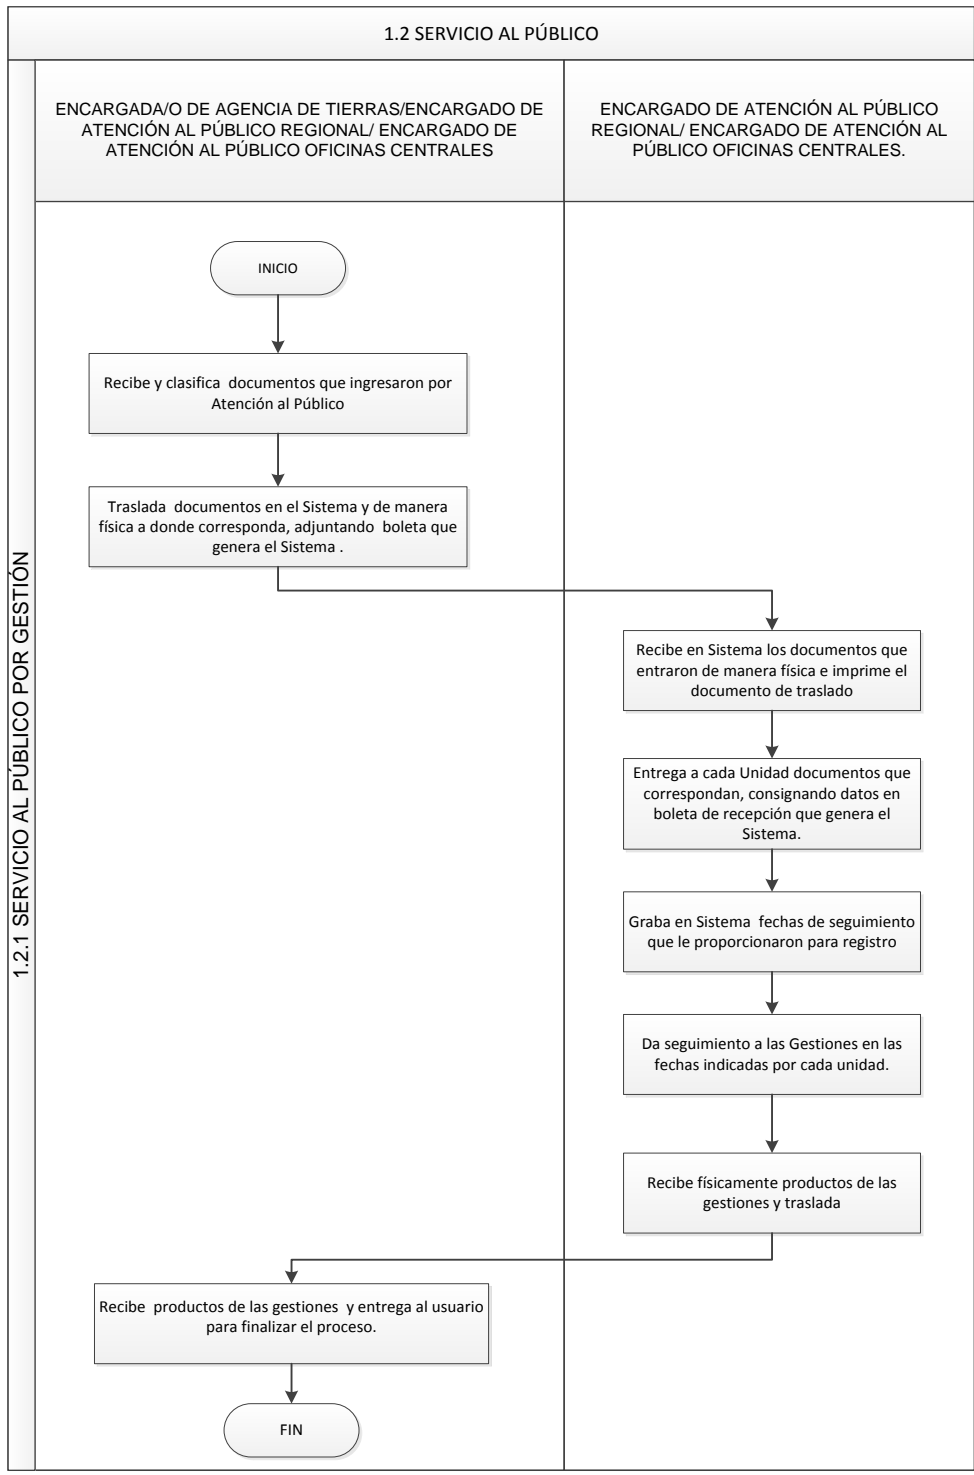 1.2 SERVICIO AL PÚBLICO
1.2.1 SERVICIO AL PÚBLICO POR GESTIÓN
ENCARGADA/O DE AGENCIA DE TIERRAS/ENCARGADO DE
ATENCIÓN AL PÚBLICO REGIONAL/ ENCARGADO DE
ATENCIÓN AL PÚBLICO OFICINAS CENTRALES
ENCARGADO DE ATENCIÓN AL PÚBLICO
REGIONAL/ ENCARGADO DE ATENCIÓN AL
PÚBLICO OFICINAS CENTRALES.
INICIO
Recibe y clasifica documentos que ingresaron por
Atención al Público
Traslada documentos en el Sistema y de manera
física a donde corresponda, adjuntando boleta que
genera el Sistema .
Recibe en Sistema los documentos que
entraron de manera física e imprime el
documento de traslado
Entrega a cada Unidad documentos que
correspondan, consignando datos en
boleta de recepción que genera el
Sistema.
Graba en Sistema fechas de seguimiento
que le proporcionaron para registro
Da seguimiento a las Gestiones en las
fechas indicadas por cada unidad.
Recibe físicamente productos de las
gestiones y traslada
Recibe productos de las gestiones y entrega al usuario
para finalizar el proceso.
FIN